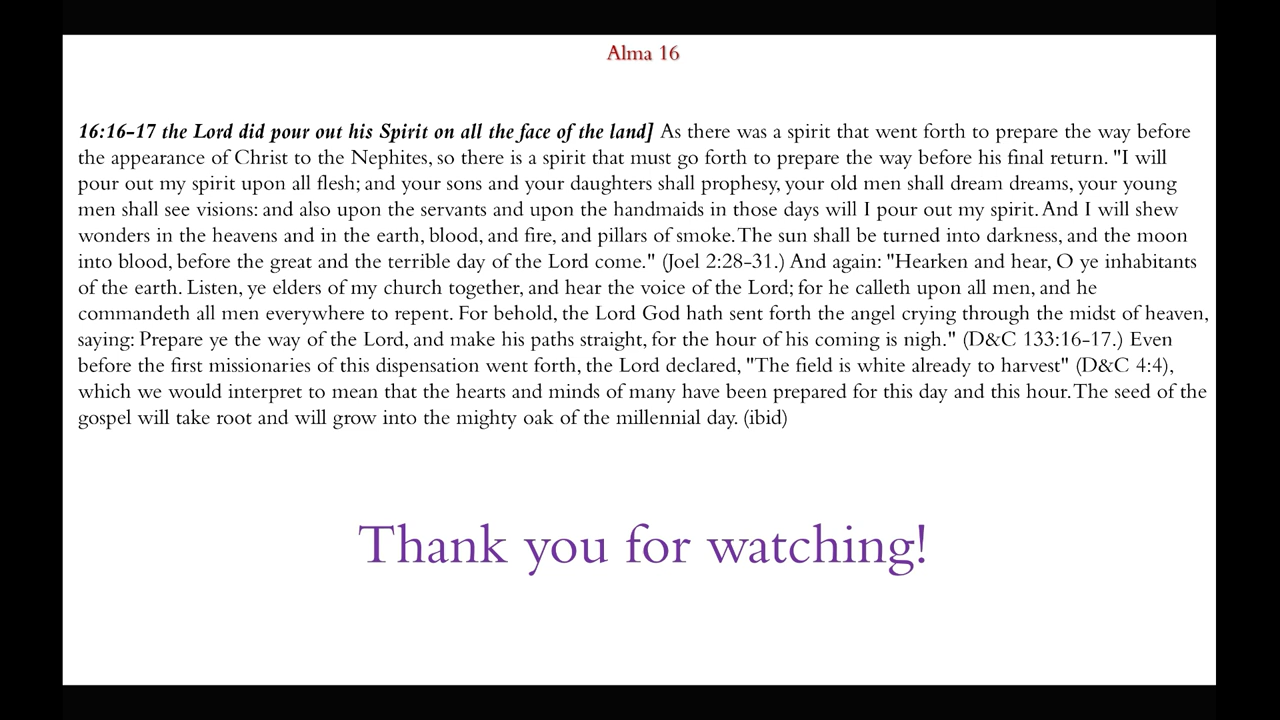 Alma 16
16:16-17 the Lord did pour out his Spirit on all the face of the land] As there was a spirit that went forth to prepare the way before
the appearance of Christ to the Nephites, so there is a spirit that must go forth to prepare the way before his final return. "I will
pour out my spirit upon all flesh; and your sons and your daughters shall prophesy, your old men shall dream dreams, your young
men shall see visions: and also upon the servants and upon the handmaids in those days will I pour out my spirit. And I will shew
wonders in the heavens and in the earth, blood, and fire, and pillars of smoke. The sun shall be turned into darkness, and the moon
into blood, before the great and the terrible day of the Lord come." (Joel 2:28-31.) And again: "Hearken and hear, O ye inhabitants
of the earth. Listen, ye elders of my church together, and hear the voice of the Lord; for he calleth upon all men, and he
commandeth all men everywhere to repent. For behold, the Lord God hath sent forth the angel crying through the midst of heaven,
saying: Prepare ye the way of the Lord, and make his paths straight, for the hour of his coming is nigh." (D&C 133:16-17.) Even
before the first missionaries of this dispensation went forth, the Lord declared, "The field is white already to harvest" (D&C 4:4),
which we would interpret to mean that the hearts and minds of many have been prepared for this day and this hour. The seed of the
gospel will take root and will grow into the mighty oak of the millennial day. (ibid)
Thank you for watching!